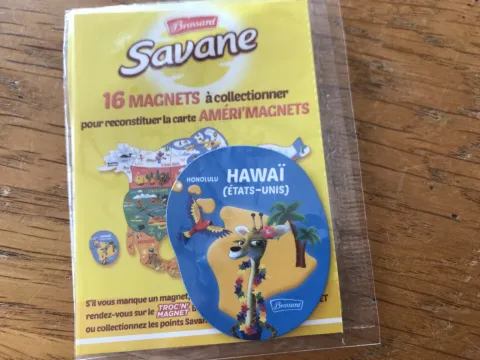 Brossard
Savane
16 MAGNETS à collectionner
pour reconstituer la carte AMÉRI'MAGNETS
HONOLULU
HAWAÏ
(ÉTATS-UNIS)
Brossard
S'il vous manque un magnet,
rendez-vous sur le TROC'N' MAGNET
ou collectionnez les points Savan